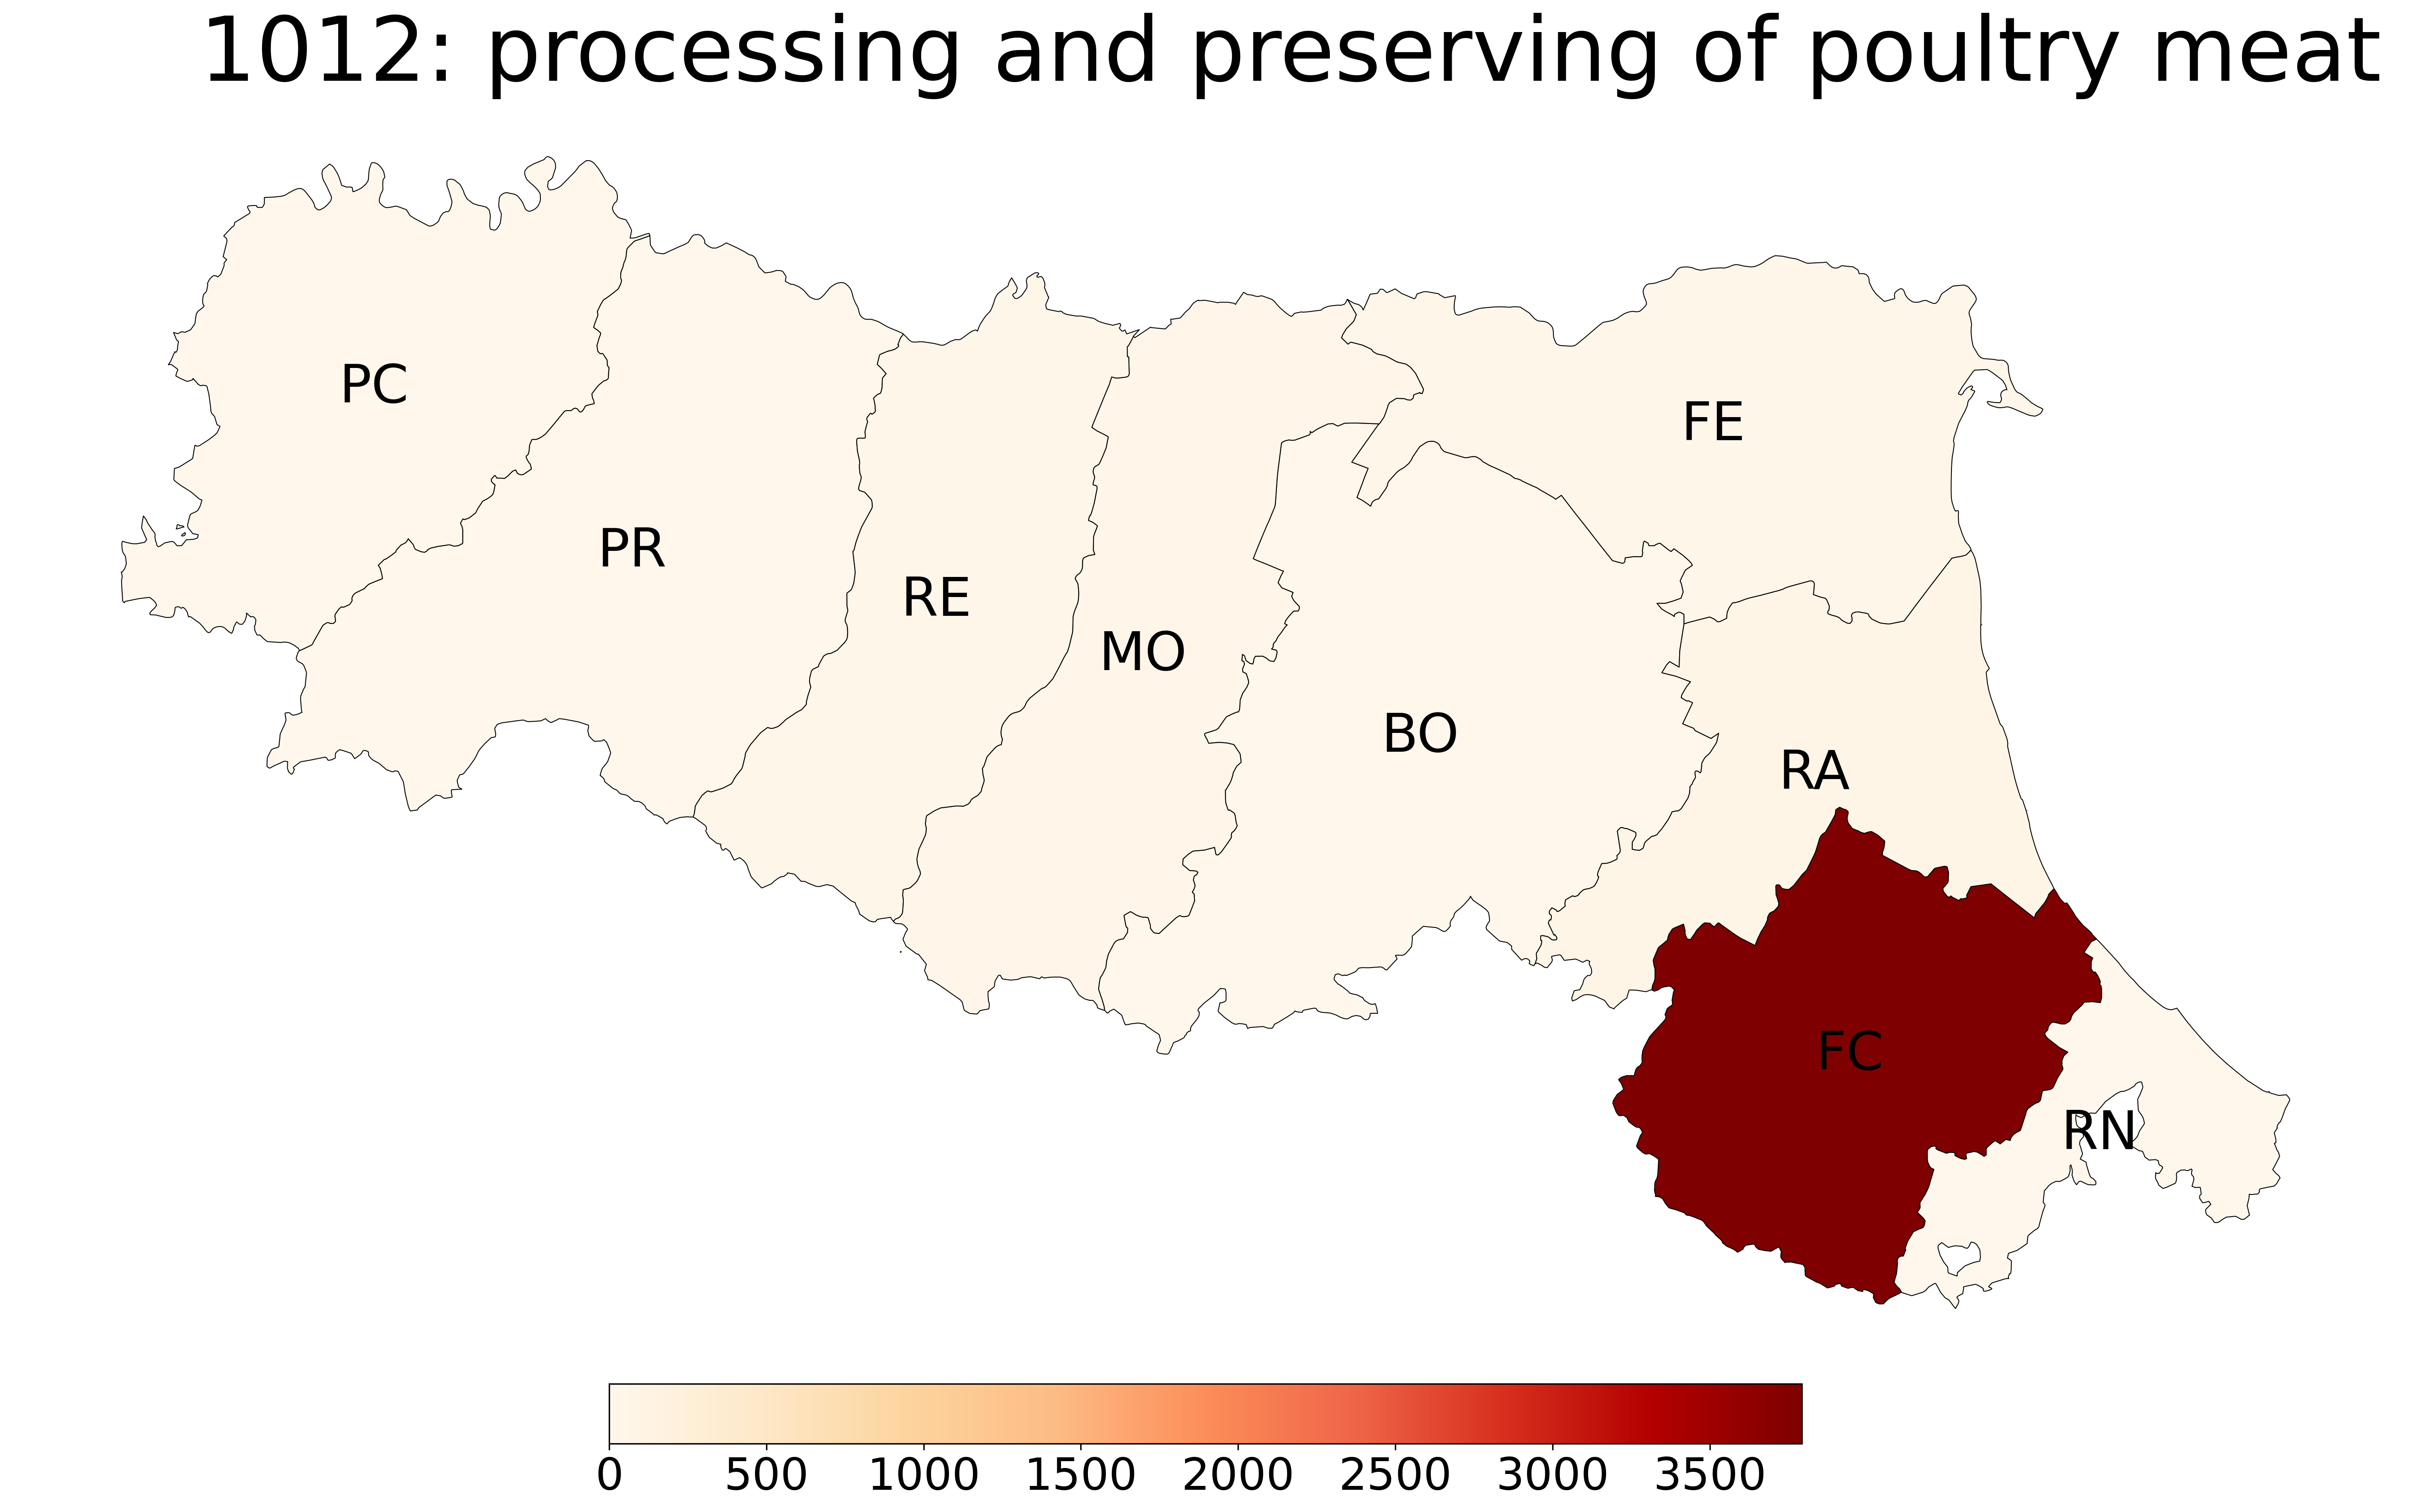 1012: processing and preserving of poultry meat
PC
FE
PR
RE
MO
BO
RA
FC
RN
0 500 1000 1500 2000 2500 3000 3500